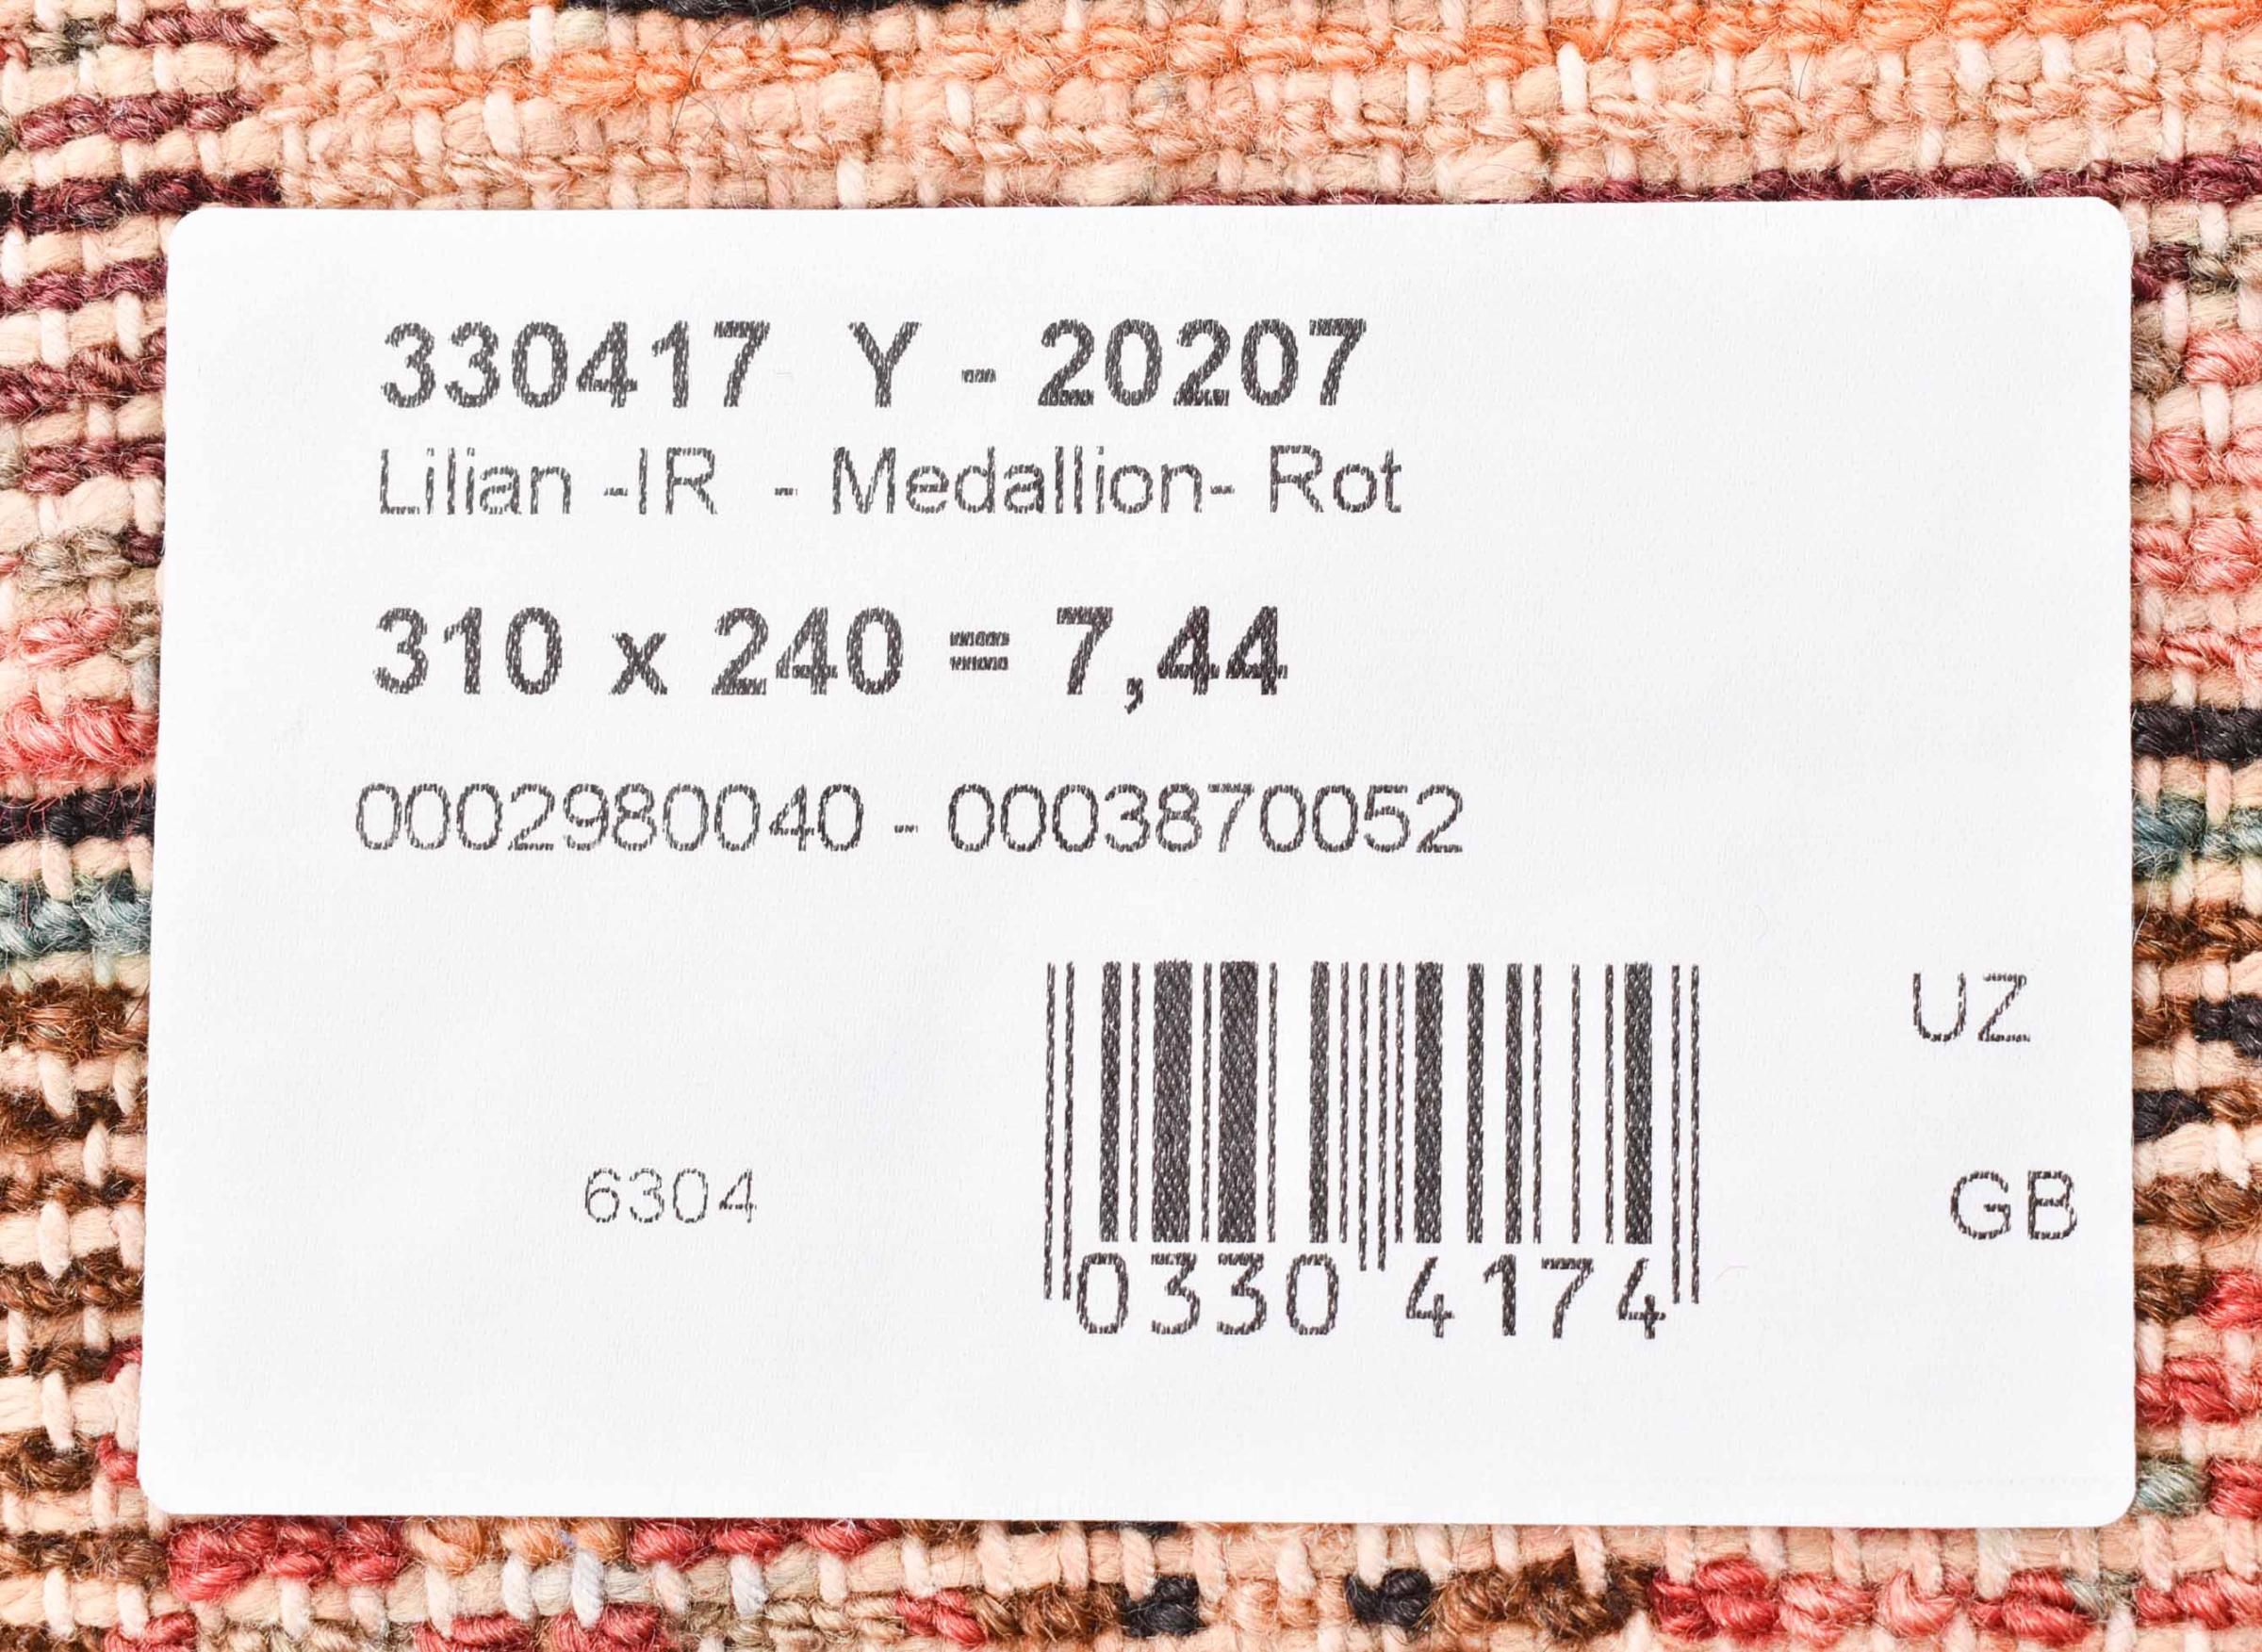 330417 Y - 20207
Lilian -IR - Medallion- Rot
310 x 240 = 7,44
0002980040 - 0003870052
UZ
6304
GB
0330 4174